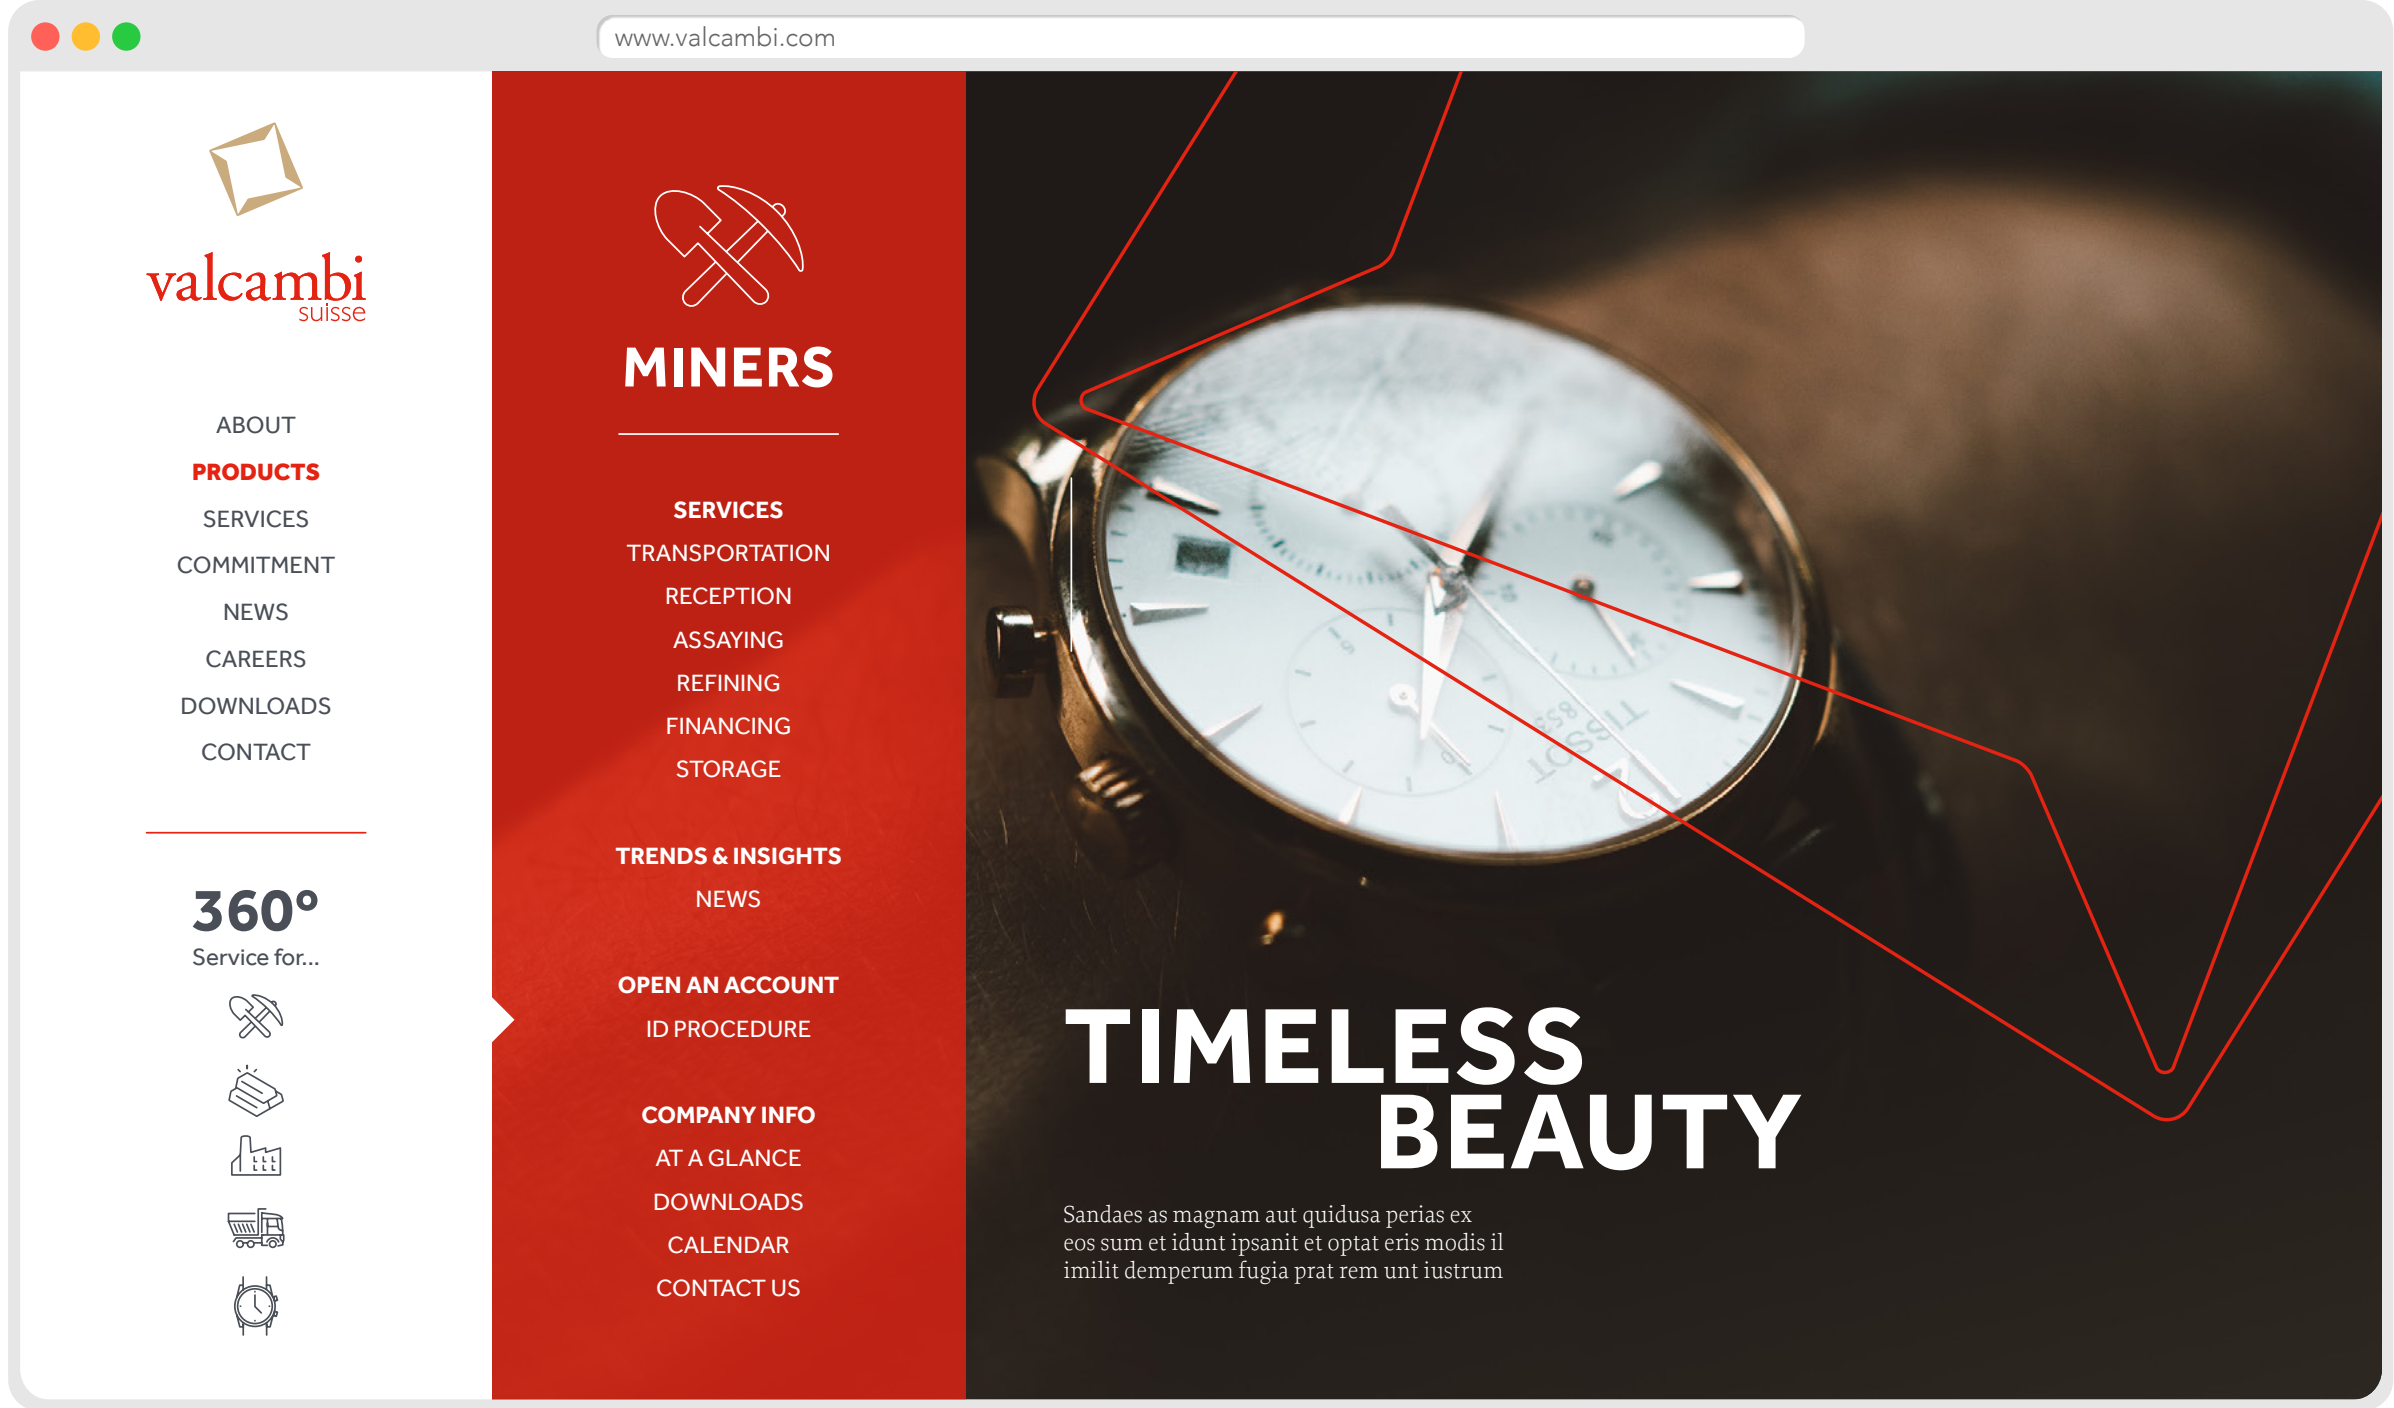 www.valcambi.com
valcambi
suisse
ABOUT
PRODUCTS
SERVICES
COMMITMENT
NEWS
CAREERS
DOWNLOADS
CONTACT
360°
Service for...
MINERS
SERVICES
TRANSPORTATION
RECEPTION
ASSAYING
REFINING
FINANCING
STORAGE
TRENDS & INSIGHTS
NEWS
OPEN AN ACCOUNT
ID PROCEDURE
COMPANY INFO
AT A GLANCE
DOWNLOADS
CALENDAR
CONTACT US
TISSOT
1853
12
TIMELESS
BEAUTY
Sandaes as magnam aut quidusa perias ex
eos sum et idunt ipsanit et optat eris modis il
imilit demperum fugia prat rem unt iustrum